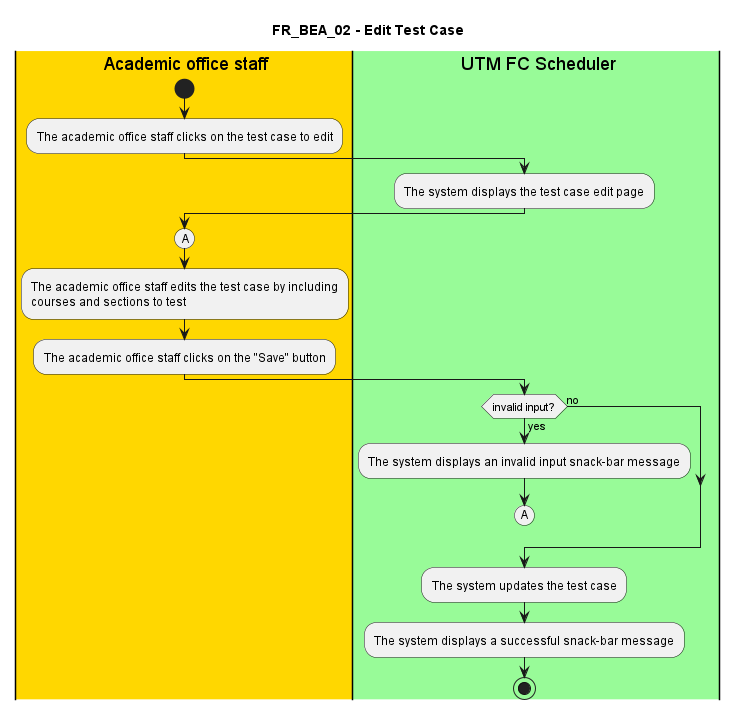 FR_BEA_02 - Edit Test Case
Academic office staff
UTM FC Scheduler
The academic office staff clicks on the test case to edit
The system displays the test case edit page
A
The academic office staff edits the test case by including
courses and sections to test
The academic office staff clicks on the "Save" button
invalid input?
no
yes
The system displays an invalid input snack-bar message
A
The system updates the test case
The system displays a successful snack-bar message